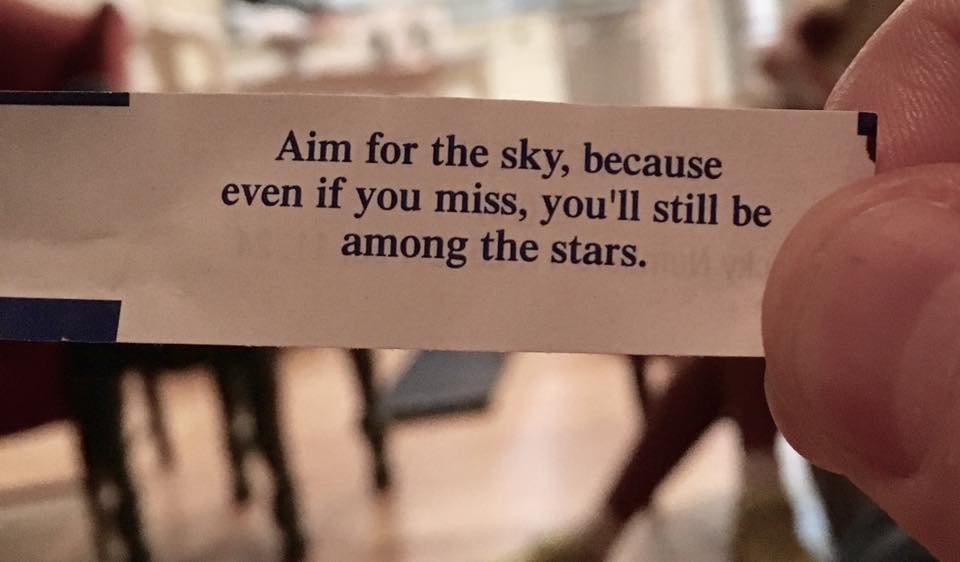 Aim for the sky, because
even if you miss, you'll still be
among the stars.